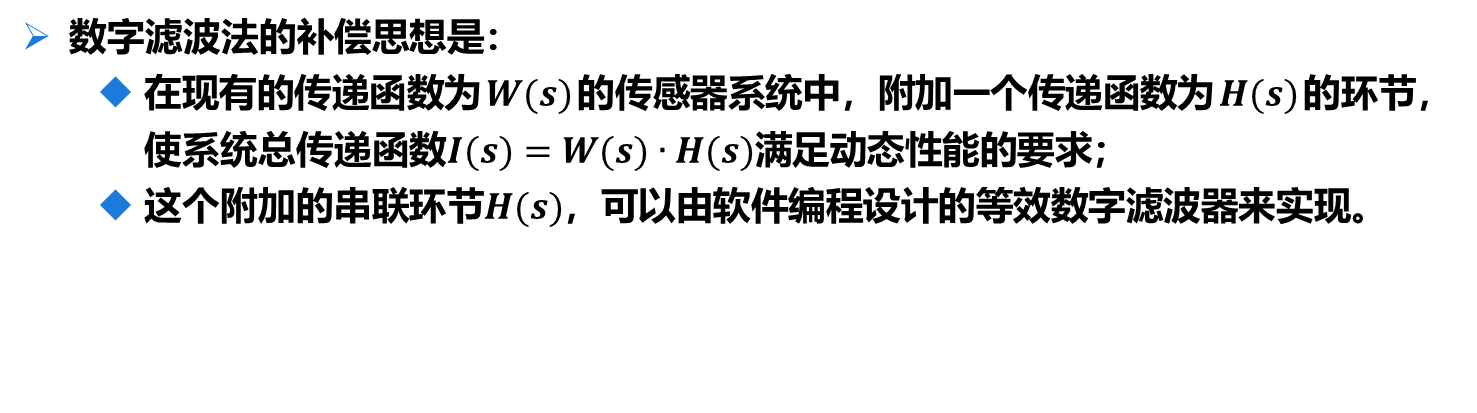 数字滤波法的补偿思想是：
在现有的传递函数为W(s)的传感器系统中，附加一个传递函数为H(s)的环节，
使系统总传递函数I(s) = W(s) · H(s)满足动态性能的要求；
这个附加的串联环节H(s)，可以由软件编程设计的等效数字滤波器来实现。